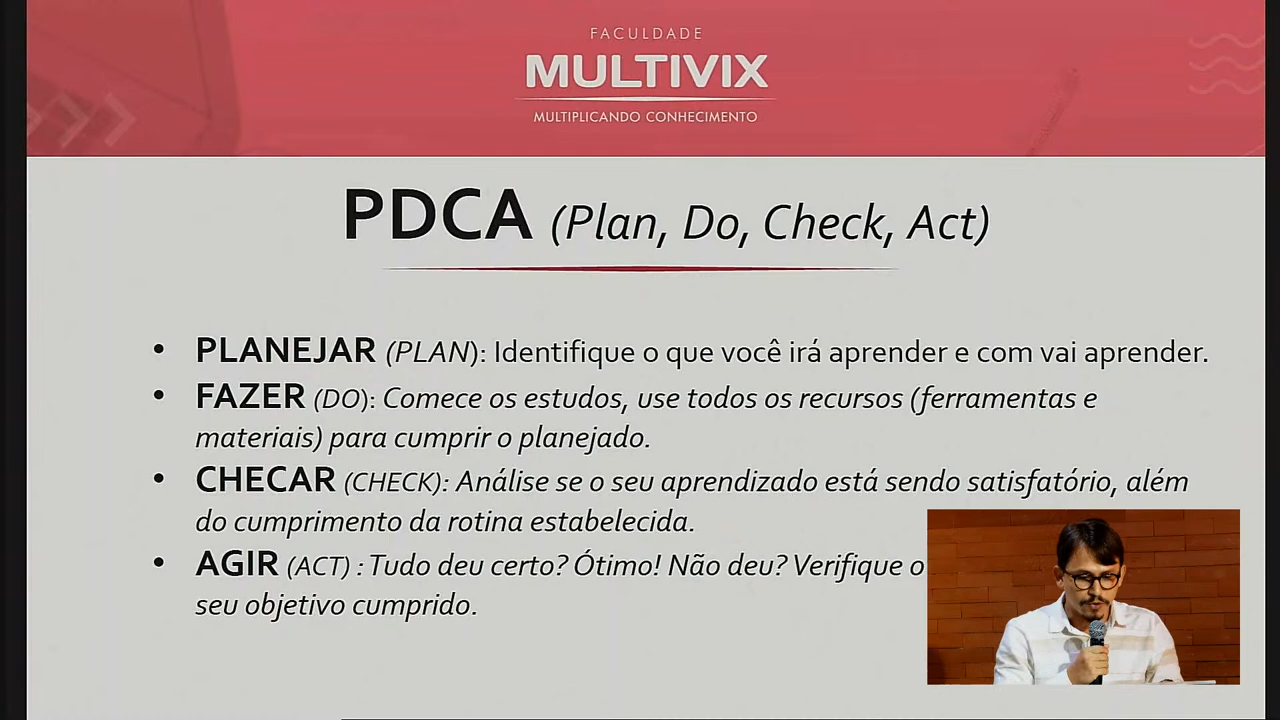 FACULDADE
MULTIVIX
MULTIPLICANDO CONHECIMENTO
PDCA (Plan, Do, Check, Act)
• PLANEJAR (PLAN): Identifique o que você irá aprender e com vai aprender.
• FAZER (DO): Comece os estudos, use todos os recursos (ferramentas e
materiais) para cumprir o planejado.
• CHECAR (CHECK): Análise se o seu aprendizado está sendo satisfatório, além
do cumprimento da rotina estabelecida.
• AGIR (ACT) : Tudo deu certo? Ótimo! Não deu? Verifique o
seu objetivo cumprido.